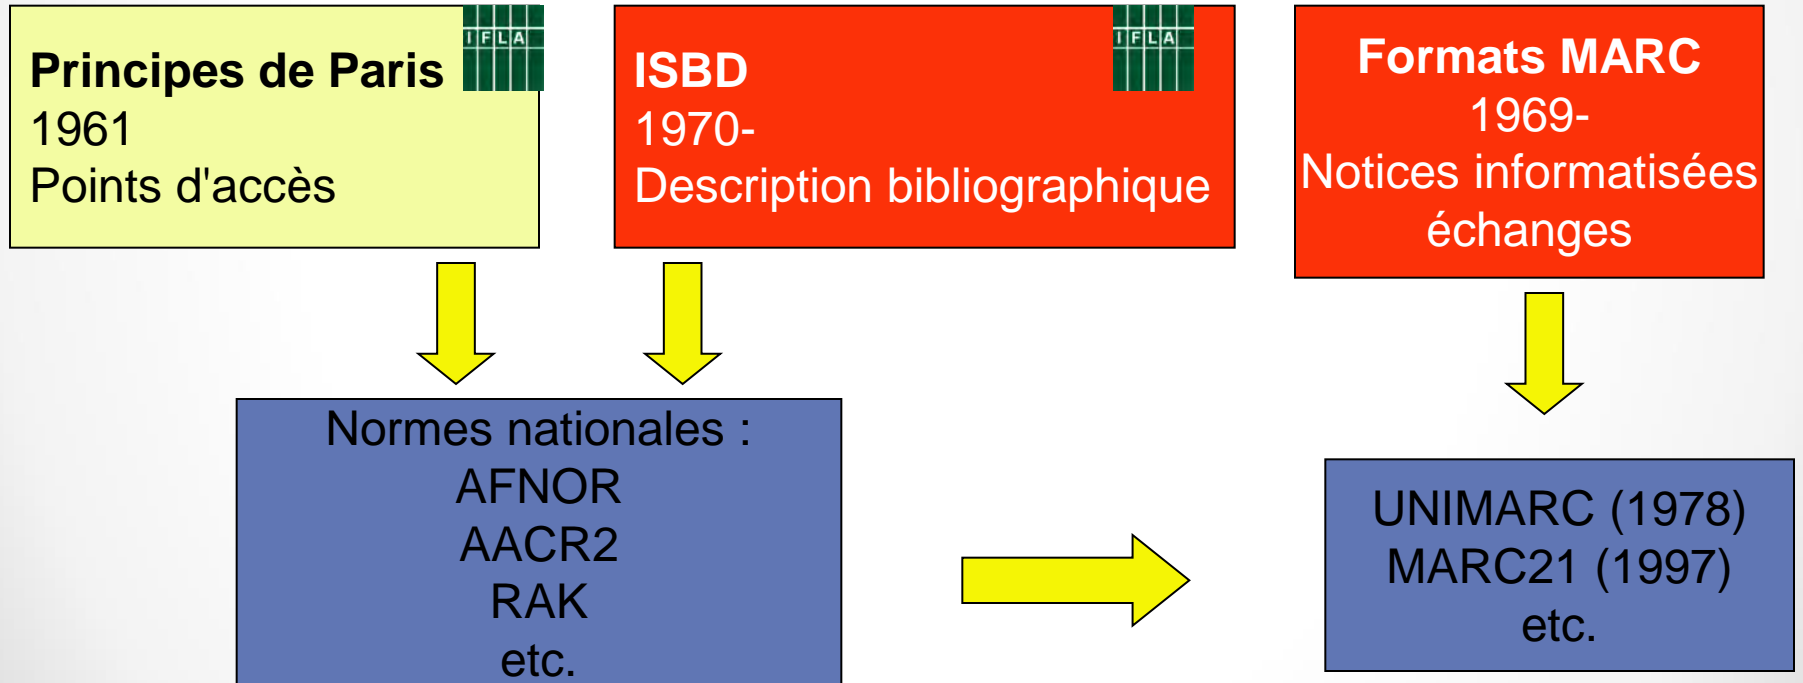 IFLA
Principes de Paris
1961
Points d'accès
IFLA
ISBD
1970-
Description bibliographique
Formats MARC
1969-
Notices informatisées
échanges
Normes nationales :
AFNOR
AACR2
RAK
etc.
UNIMARC (1978)
MARC21 (1997)
etc.